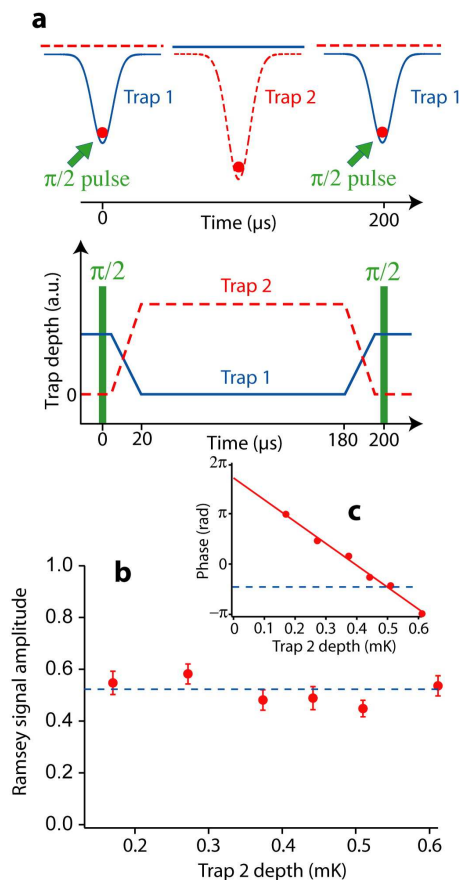 a
Trap 1
Trap 2
Trap 1
π/2 pulse
π/2 pulse
0
200
Time (μs)
π/2
π/2
Trap depth (a.u.)
Trap 2
Trap 1
0
0
20
180
200
Time (μs)
c
Phase (rad)
2π
π
0
−π
0
0.1
0.2
0.3
0.4
0.5
0.6
Trap 2 depth (mK)
b
Ramsey signal amplitude
1.0
0.8
0.6
0.4
0.2
0.0
0.2
0.3
0.4
0.5
0.6
Trap 2 depth (mK)